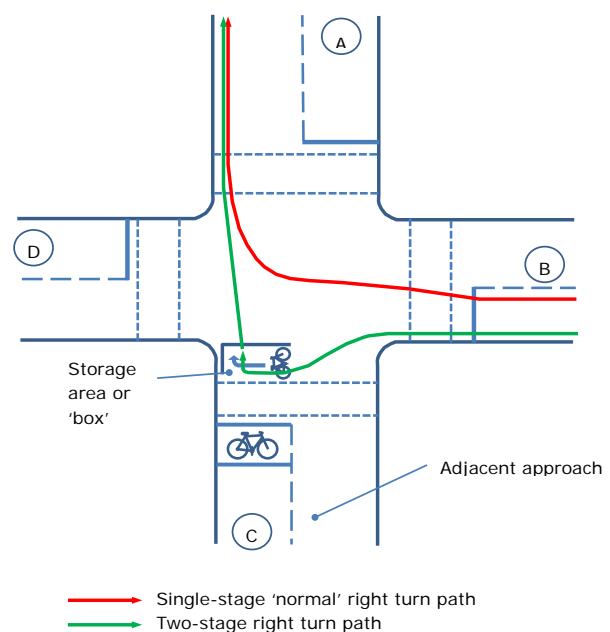 A
D
B
Storage
area or
'box'
Adjacent approach
C
Single-stage 'normal' right turn path
Two-stage right turn path